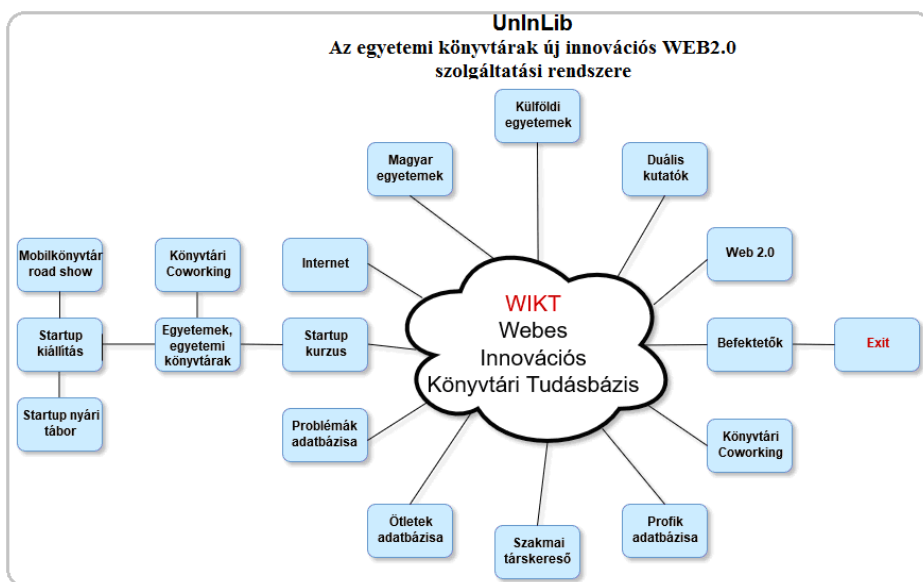 UnInLib
Az egyetemi könyvtárak új innovációs WEB2.0
szolgáltatási rendszere
Külföldi
egyetemek
Magyar
egyetemek
Duális
kutatók
Mobilkönyvtár
road show
Könyvtári
Coworking
Internet
Web 2.0
WIKT
Webes
Innovációs
Könyvtári Tudásbázis
Startup
kiállítás
Egyetemek,
egyetemi
könyvtárak
Startup
kurzus
Befektetők
Exit
Startup nyári
tábor
Problémák
adatbázisa
Könyvtári
Coworking
Ötletek
adatbázisa
Szakmai
társkereső
Profik
adatbázisa